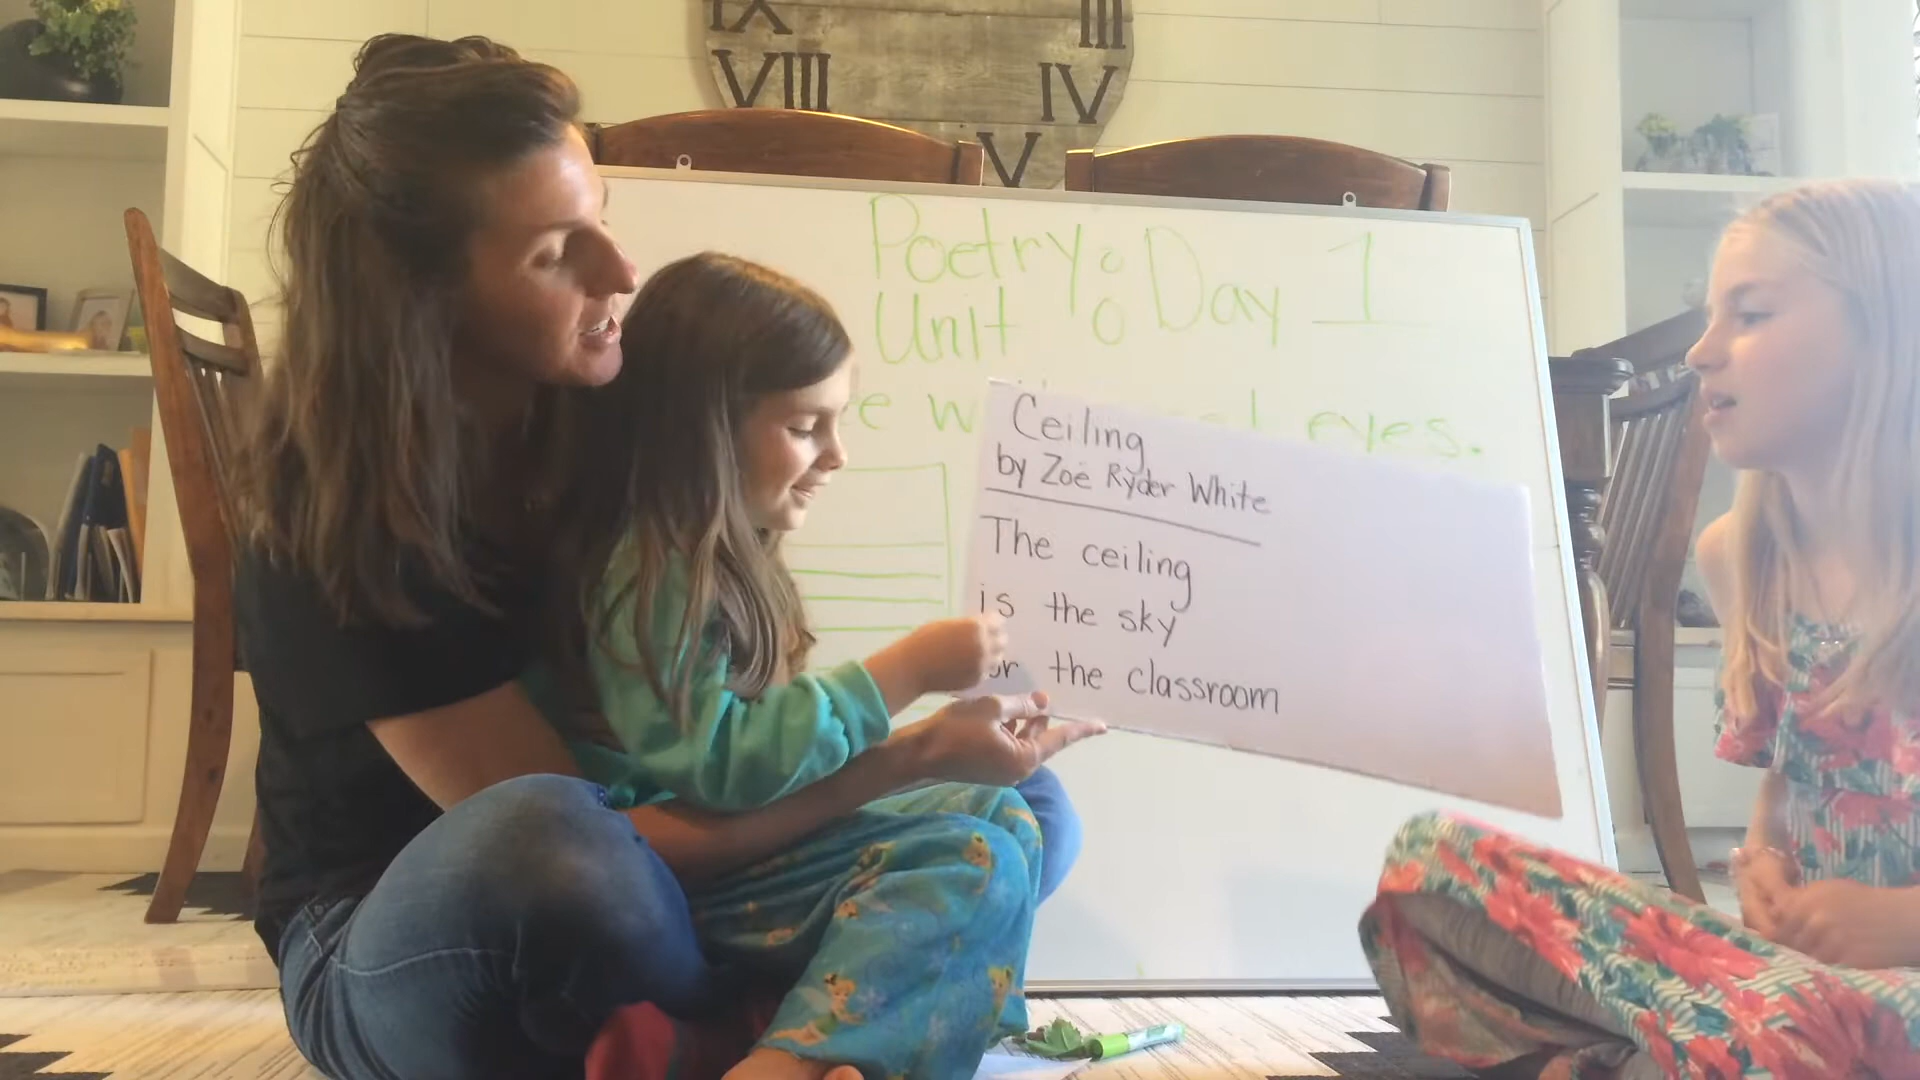 IX III
VIII IV
V
Poetry : Day 1
Unit
eyes.
Ceiling
by Zoë Ryder White
The ceiling
is the sky
the classroom